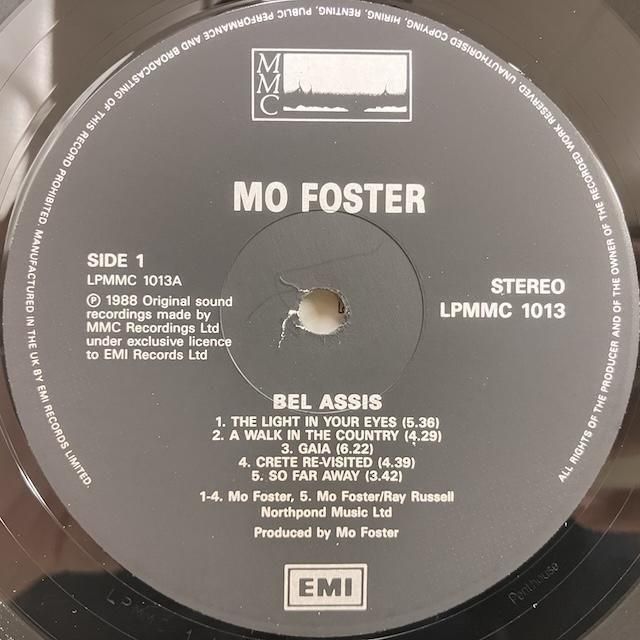 ALL RIGHTS OF THE PRODUCER AND OF THE OWNER OF THE RECORDED WORK RESERVED. UNAUTHORISED COPYING, HIRING, RENTING, PUBLIC PERFORMANCE AND BROADCASTING OF THIS RECORD PROHIBITED. MANUFACTURED IN THE UK BY EMI RECORDS LIMITED.
MMC
MO FOSTER
SIDE 1
LPMMC 1013A
℗ 1988 Original sound
recordings made by
MMC Recordings Ltd
under exclusive licence
to EMI Records Ltd
STEREO
LPMMC 1013
BEL ASSIS
1. THE LIGHT IN YOUR EYES (5.36)
2. A WALK IN THE COUNTRY (4.29)
3. GAIA (6.22)
4. CRETE RE-VISITED (4.39)
5. SO FAR AWAY (3.42)
1-4. Mo Foster, 5. Mo Foster/Ray Russell
Northpond Music Ltd
Produced by Mo Foster
EMI
Penthouse